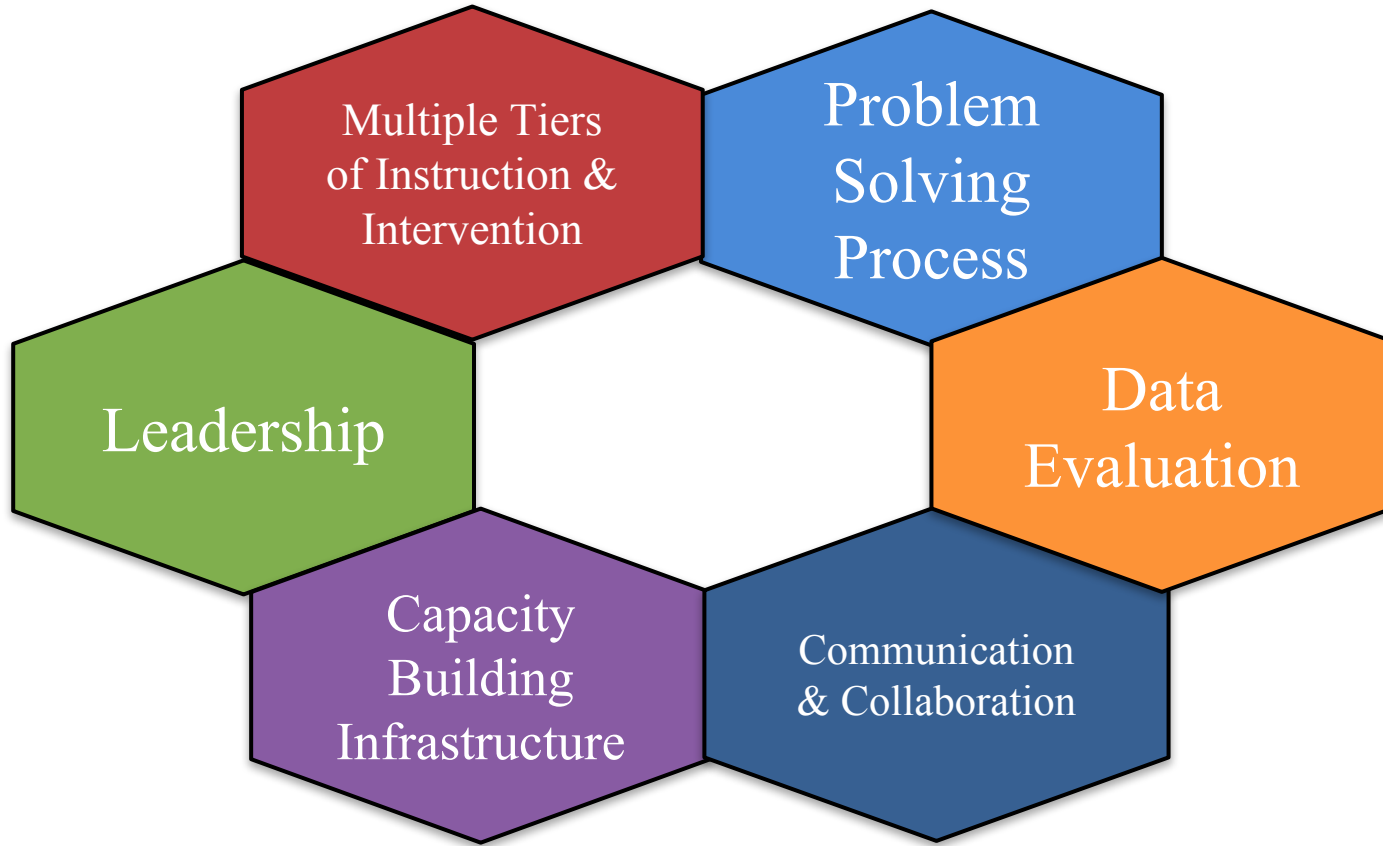 Multiple Tiers
of Instruction &
Intervention
Problem
Solving
Process
Leadership
Data
Evaluation
Capacity
Building
Infrastructure
Communication
& Collaboration